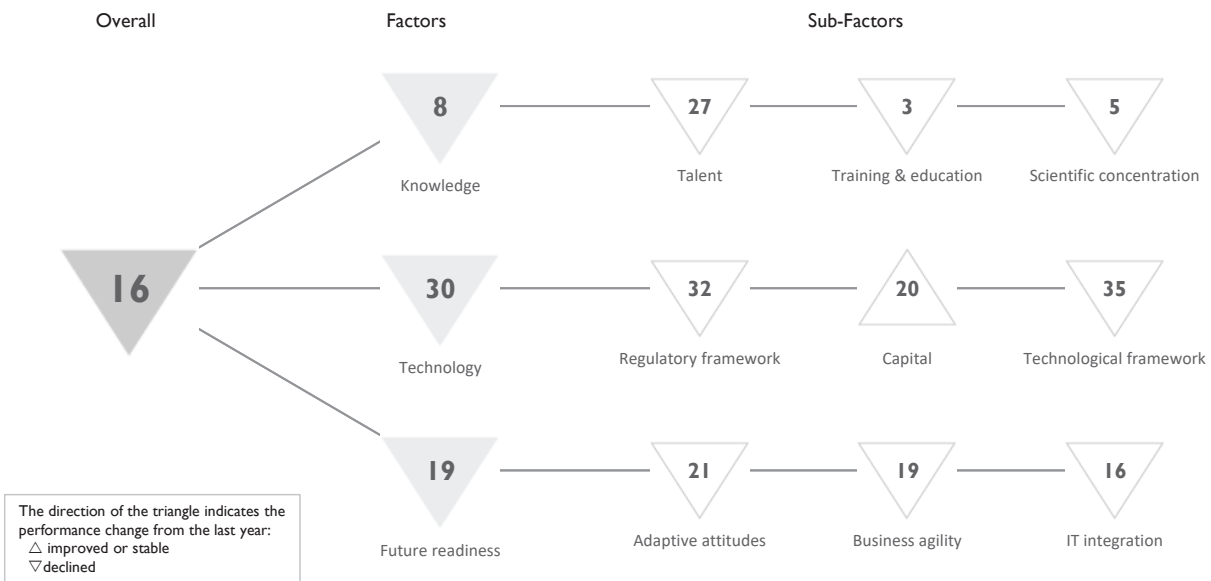 Overall
Factors
Sub-Factors
8
27
3
5
Knowledge
Talent
Training & education
Scientific concentration
16
30
32
20
35
Technology
Regulatory framework
Capital
Technological framework
19
21
19
16
Future readiness
Adaptive attitudes
Business agility
IT integration
The direction of the triangle indicates the
performance change from the last year:
△ improved or stable
▽declined